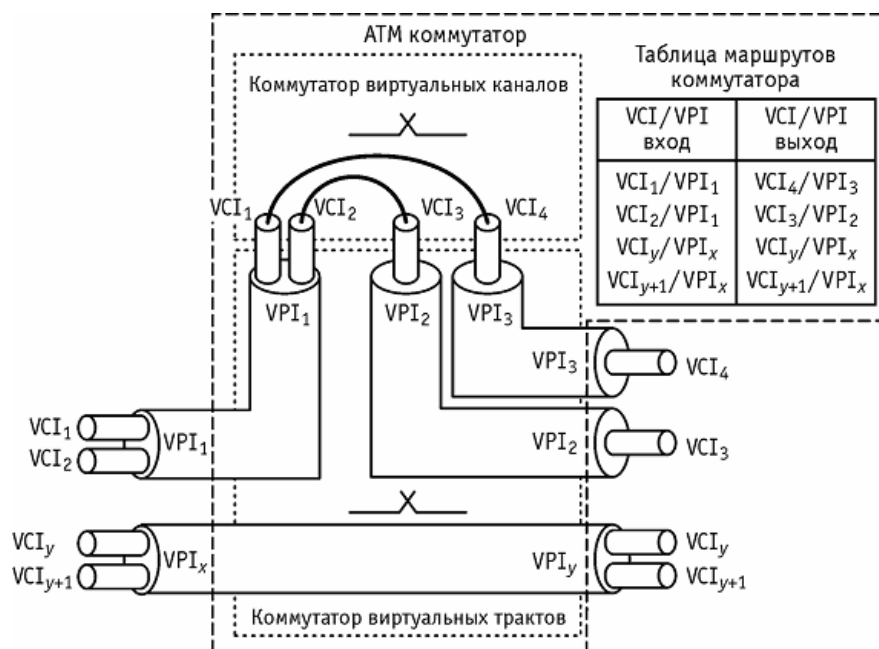 АТМ коммутатор
Коммутатор виртуальных каналов
Таблица маршрутов
коммутатора
VCI/VPI вход VCI/VPI выход
VCI₁/VPI₁ VCI₄/VPI₃
VCI₂/VPI₁ VCI₃/VPI₂
VCIy/VPIx VCIy/VPIx
VCIy+1/VPIx VCIy+1/VPIx
VCI₁ VCI₂ VCI₃ VCI₄
VPI₁ VPI₂ VPI₃
VPI₃ VCI₄
VCI₁
VCI₂ VPI₁
VPI₂ VCI₃
VCIy
VCIy+1 VPIx
VPIy VCIy
VCIy+1
Коммутатор виртуальных трактов